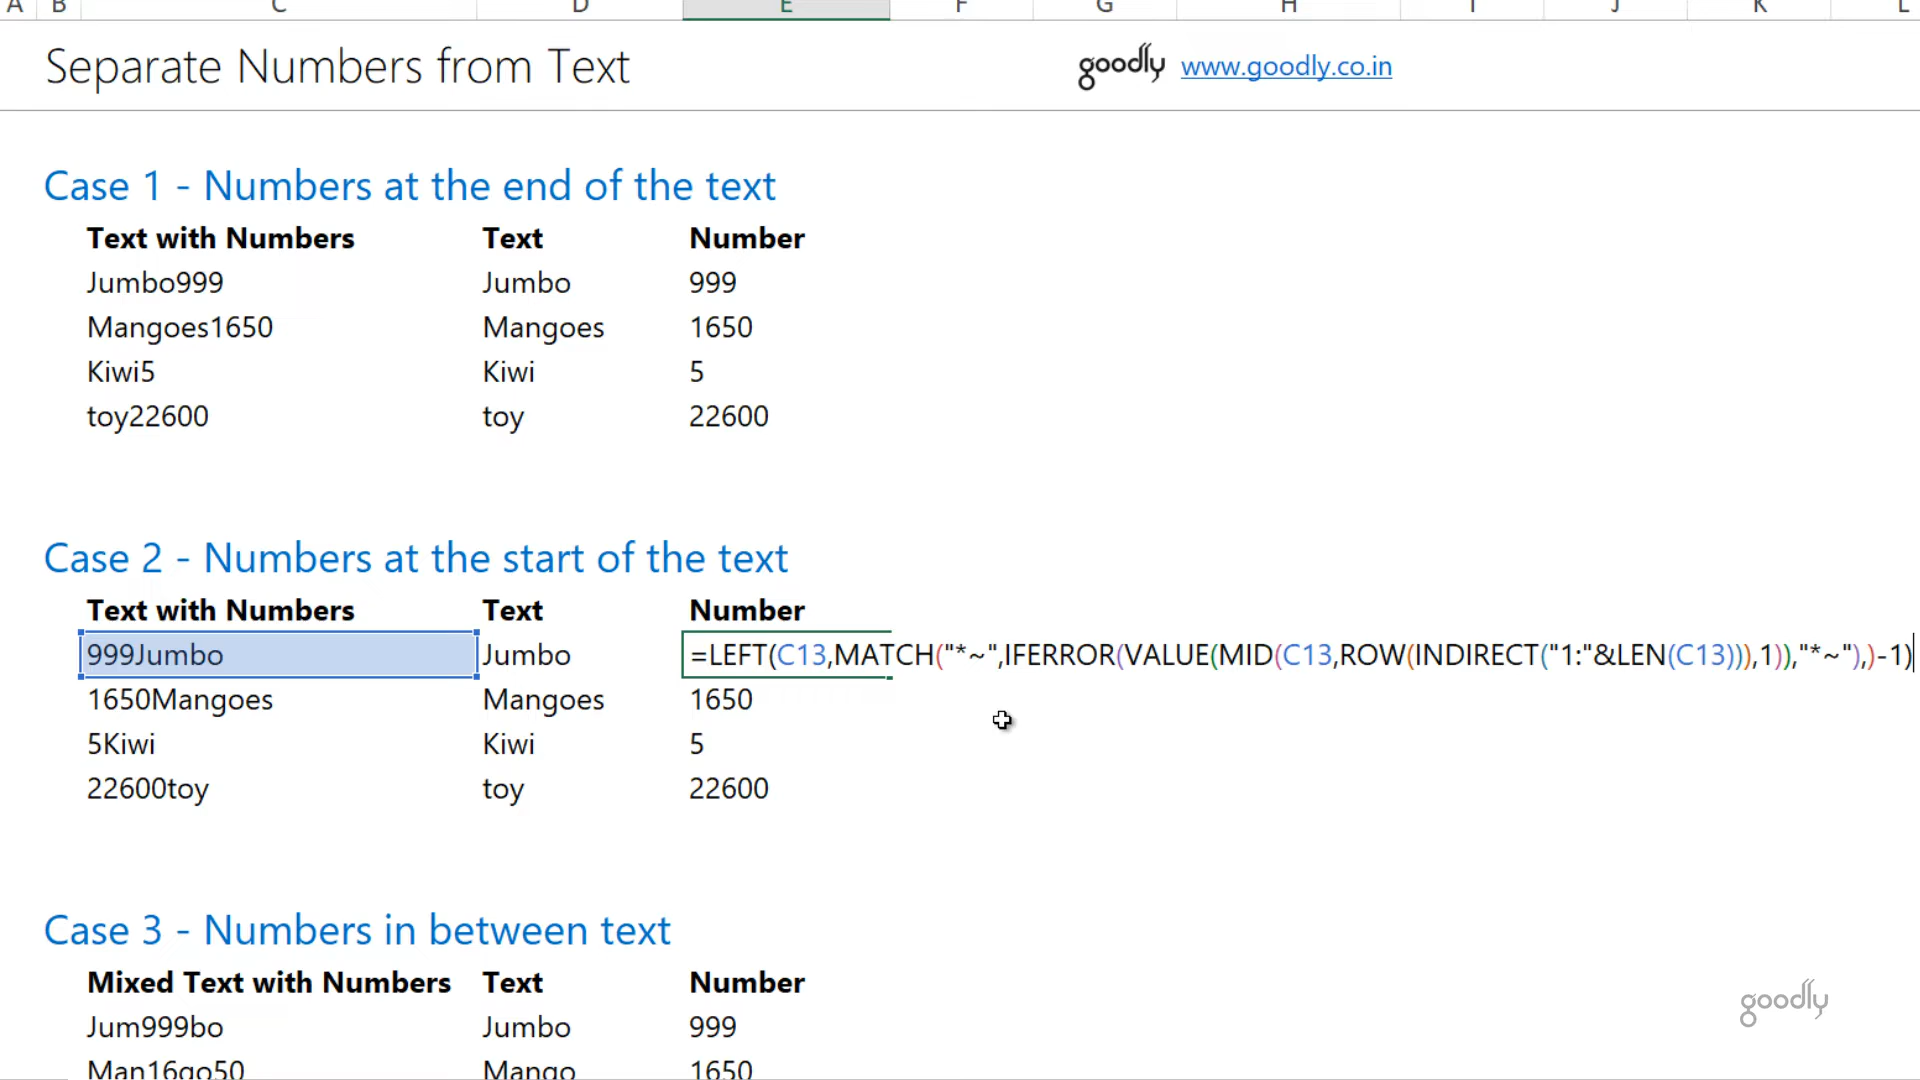 A B C D E F G H I J K L
Separate Numbers from Text goodly www.goodly.co.in
Case 1 - Numbers at the end of the text
Text with Numbers Text Number
Jumbo999 Jumbo 999
Mangoes1650 Mangoes 1650
Kiwi5 Kiwi 5
toy22600 toy 22600
Case 2 - Numbers at the start of the text
Text with Numbers Text Number
999Jumbo Jumbo =LEFT(C13,MATCH("*~",IFERROR(VALUE(MID(C13,ROW(INDIRECT("1:"&LEN(C13))),1)),"*~"),)-1)
1650Mangoes Mangoes 1650
5Kiwi Kiwi 5
22600toy toy 22600
Case 3 - Numbers in between text
Mixed Text with Numbers Text Number
Jum999bo Jumbo 999
Man16go50 Mango 1650
goodly